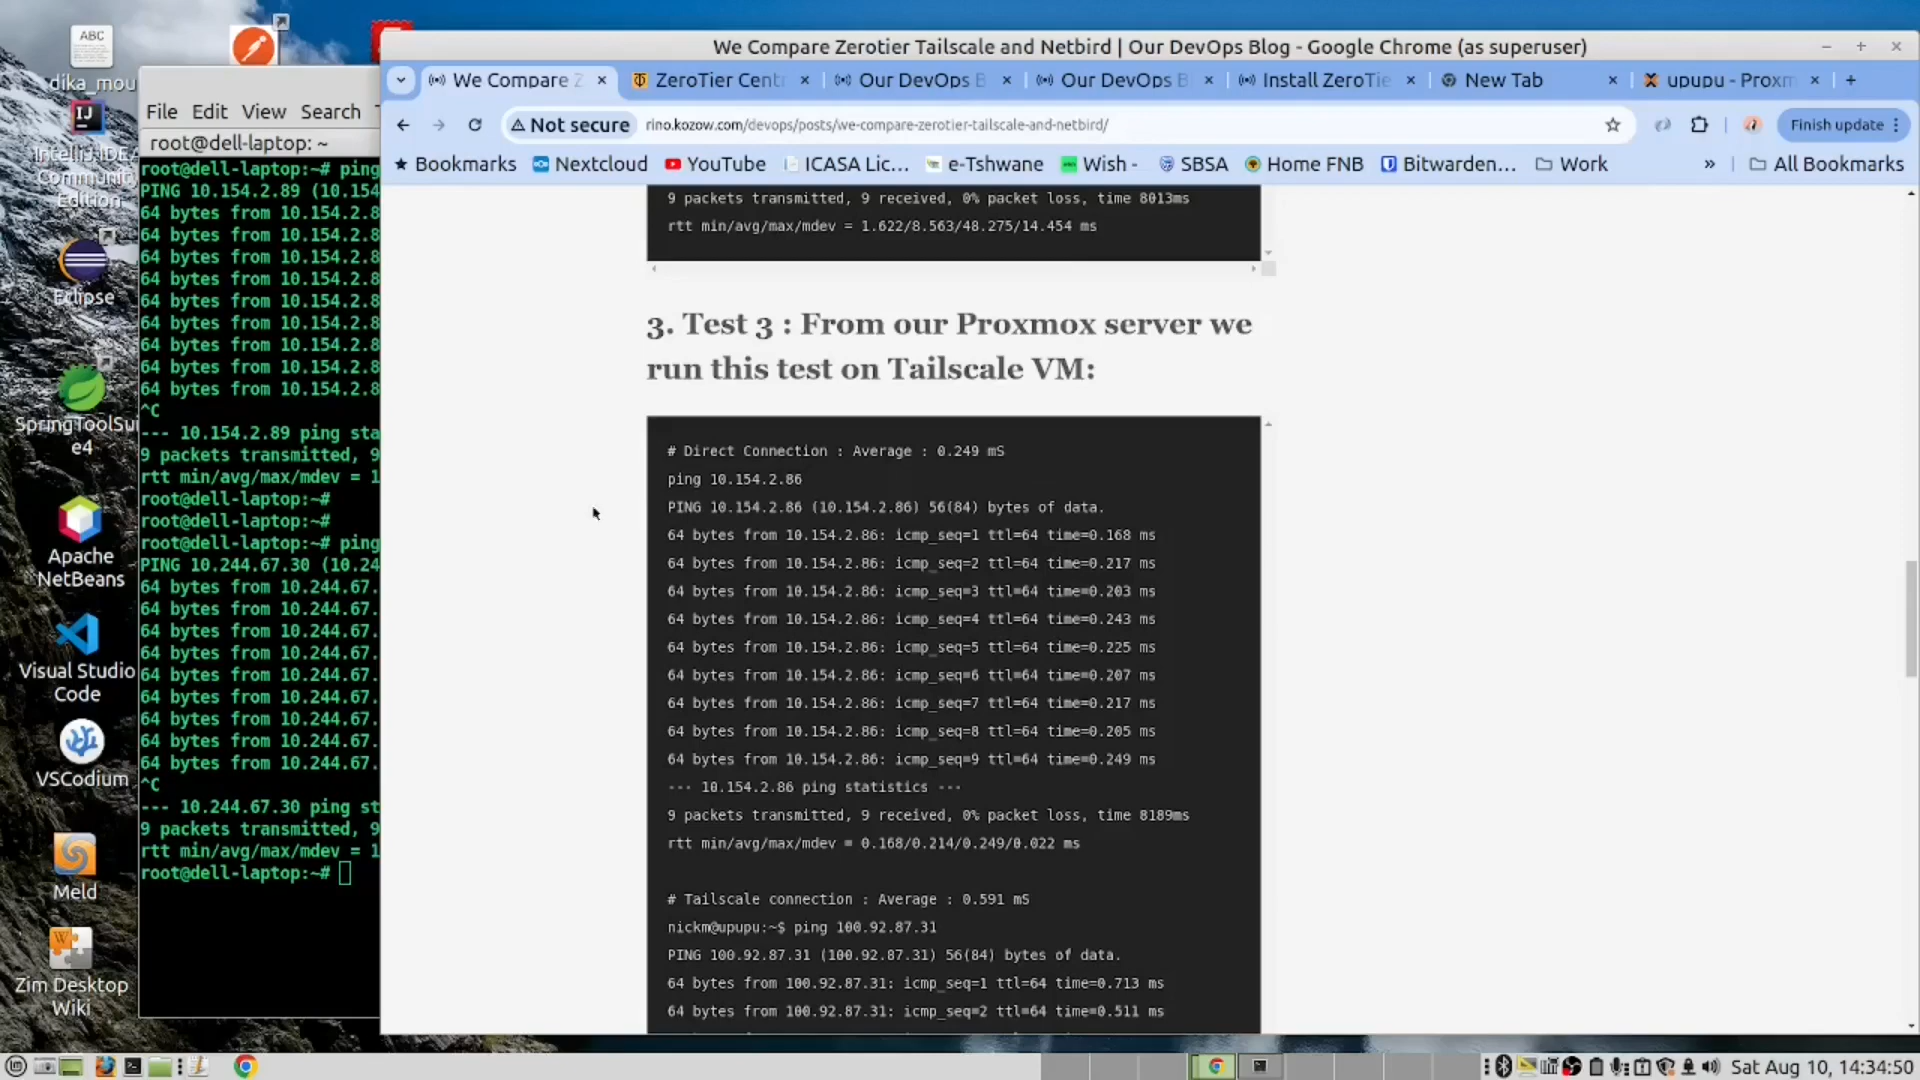 ABC
dika_mou
IntelliJ IDEA
Community
Edition
Eclipse
SpringToolSui
e4
Apache
NetBeans
Visual Studio
Code
VSCodium
Meld
Zim Desktop
Wiki
File Edit View Search
root@dell-laptop: ~
root@dell-laptop:~# ping
PING 10.154.2.89 (10.154
64 bytes from 10.154.2.8
64 bytes from 10.154.2.8
64 bytes from 10.154.2.8
64 bytes from 10.154.2.8
64 bytes from 10.154.2.8
64 bytes from 10.154.2.8
64 bytes from 10.154.2.8
64 bytes from 10.154.2.8
64 bytes from 10.154.2.8
^C
--- 10.154.2.89 ping sta
9 packets transmitted, 9
rtt min/avg/max/mdev = 1
root@dell-laptop:~#
root@dell-laptop:~#
root@dell-laptop:~# ping
PING 10.244.67.30 (10.24
64 bytes from 10.244.67.
64 bytes from 10.244.67.
64 bytes from 10.244.67.
64 bytes from 10.244.67.
64 bytes from 10.244.67.
64 bytes from 10.244.67.
64 bytes from 10.244.67.
64 bytes from 10.244.67.
64 bytes from 10.244.67.
^C
--- 10.244.67.30 ping st
9 packets transmitted, 9
rtt min/avg/max/mdev = 1
root@dell-laptop:~#
We Compare Zerotier Tailscale and Netbird | Our DevOps Blog - Google Chrome (as superuser)
We Compare Z ZeroTier Cent Our DevOps B Our DevOps B Install ZeroTie New Tab upupu - Proxm
Not secure rino.kozow.com/devops/posts/we-compare-zerotier-tailscale-and-netbird/ Finish update
Bookmarks Nextcloud YouTube ICASA Lic... e-Tshwane Wish - SBSA Home FNB Bitwarden... Work » All Bookmarks
9 packets transmitted, 9 received, 0% packet loss, time 8013ms
rtt min/avg/max/mdev = 1.622/8.563/48.275/14.454 ms
3. Test 3 : From our Proxmox server we
run this test on Tailscale VM:
# Direct Connection : Average : 0.249 mS
ping 10.154.2.86
PING 10.154.2.86 (10.154.2.86) 56(84) bytes of data.
64 bytes from 10.154.2.86: icmp_seq=1 ttl=64 time=0.168 ms
64 bytes from 10.154.2.86: icmp_seq=2 ttl=64 time=0.217 ms
64 bytes from 10.154.2.86: icmp_seq=3 ttl=64 time=0.203 ms
64 bytes from 10.154.2.86: icmp_seq=4 ttl=64 time=0.243 ms
64 bytes from 10.154.2.86: icmp_seq=5 ttl=64 time=0.225 ms
64 bytes from 10.154.2.86: icmp_seq=6 ttl=64 time=0.207 ms
64 bytes from 10.154.2.86: icmp_seq=7 ttl=64 time=0.217 ms
64 bytes from 10.154.2.86: icmp_seq=8 ttl=64 time=0.205 ms
64 bytes from 10.154.2.86: icmp_seq=9 ttl=64 time=0.249 ms
--- 10.154.2.86 ping statistics ---
9 packets transmitted, 9 received, 0% packet loss, time 8189ms
rtt min/avg/max/mdev = 0.168/0.214/0.249/0.022 ms
# Tailscale connection : Average : 0.591 mS
nickm@upupu:~$ ping 100.92.87.31
PING 100.92.87.31 (100.92.87.31) 56(84) bytes of data.
64 bytes from 100.92.87.31: icmp_seq=1 ttl=64 time=0.713 ms
64 bytes from 100.92.87.31: icmp_seq=2 ttl=64 time=0.511 ms
Sat Aug 10, 14:34:50